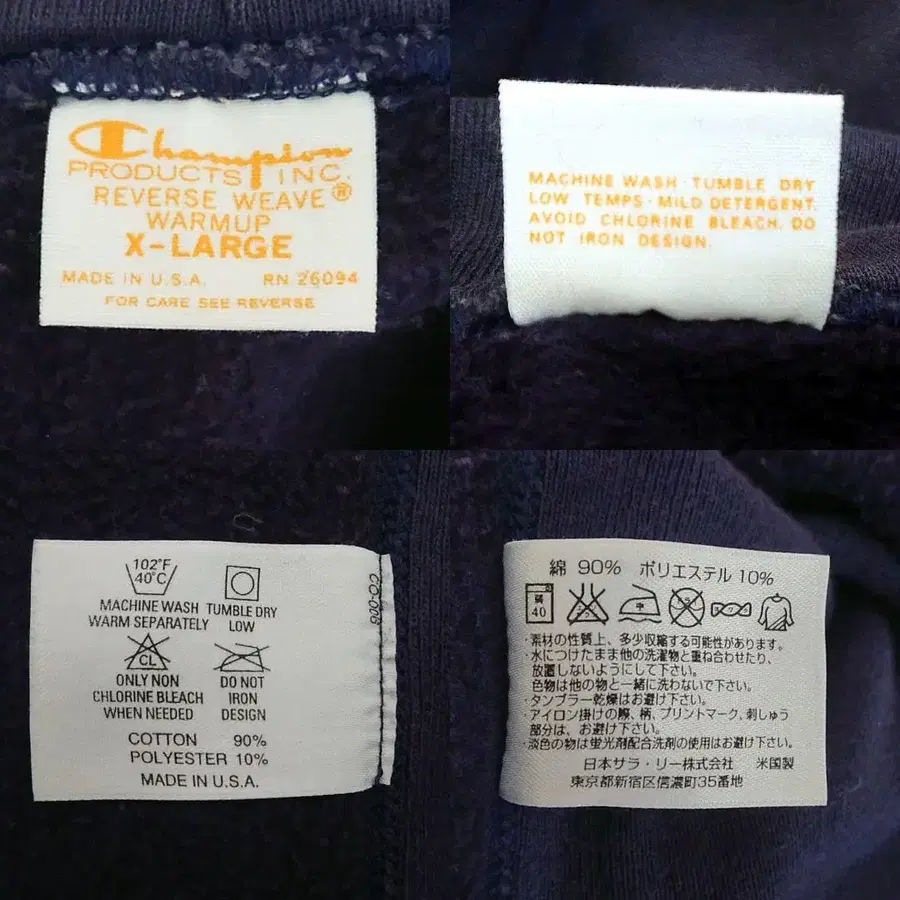 Champion
PRODUCTS INC.
REVERSE WEAVE®
WARMUP
X-LARGE
MADE IN U.S.A. RN 26094
FOR CARE SEE REVERSE
MACHINE WASH · TUMBLE DRY
LOW TEMPS · MILD DETERGENT.
AVOID CHLORINE BLEACH. DO
NOT IRON DESIGN.
102°F
40°C
MACHINE WASH TUMBLE DRY
WARM SEPARATELY LOW
CL
ONLY NON DO NOT
CHLORINE BLEACH IRON
WHEN NEEDED DESIGN
COTTON 90%
POLYESTER 10%
MADE IN U.S.A.
CO-006
綿 90% ポリエステル 10%
弱
40
中
・素材の性質上、多少収縮する可能性があります。
・水につけたまま他の洗濯物と重ね合わせたり、
放置しないようにして下さい。
色物は他の物と一緒に洗わないで下さい。
・タンブラー乾燥はお避け下さい。
・アイロン掛けの際、柄、プリントマーク、刺しゅう
部分は、お避け下さい。
・淡色の物は蛍光剤配合洗剤の使用はお避け下さい。
日本サラ・リー株式会社 米国製
東京都新宿区信濃町35番地